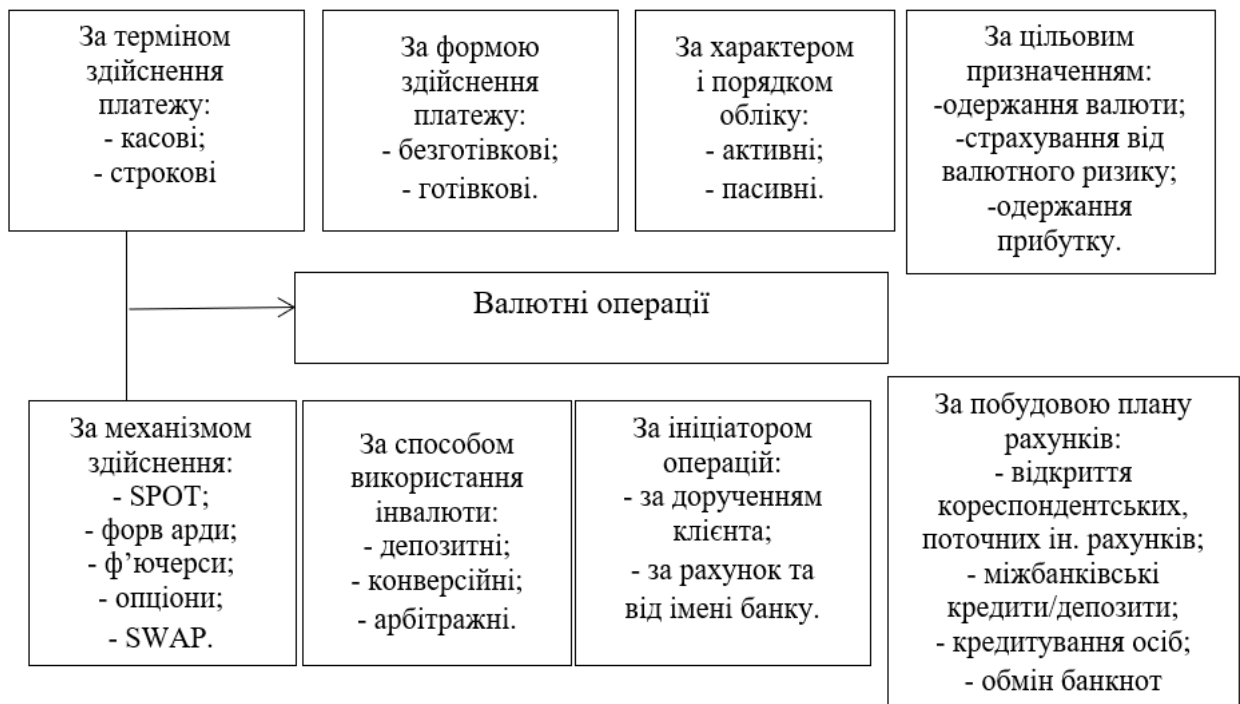 За терміном
здійснення
платежу:
- касові;
- строкові
За формою
здійснення
платежу:
- безготівкові;
- готівкові.
За характером
і порядком
обліку:
- активні;
- пасивні.
За цільовим
призначенням:
-одержання валюти;
-страхування від
валютного ризику;
-одержання
прибутку.
Валютні операції
За механізмом
здійснення:
- SPOT;
- форв арди;
- ф’ючерси;
- опціони;
- SWAP.
За способом
використання
інвалюти:
- депозитні;
- конверсійні;
- арбітражні.
За ініціатором
операцій:
- за дорученням
клієнта;
- за рахунок та
від імені банку.
За побудовою плану
рахунків:
- відкриття
кореспондентських,
поточних ін. рахунків;
- міжбанківські
кредити/депозити;
- кредитування осіб;
- обмін банкнот